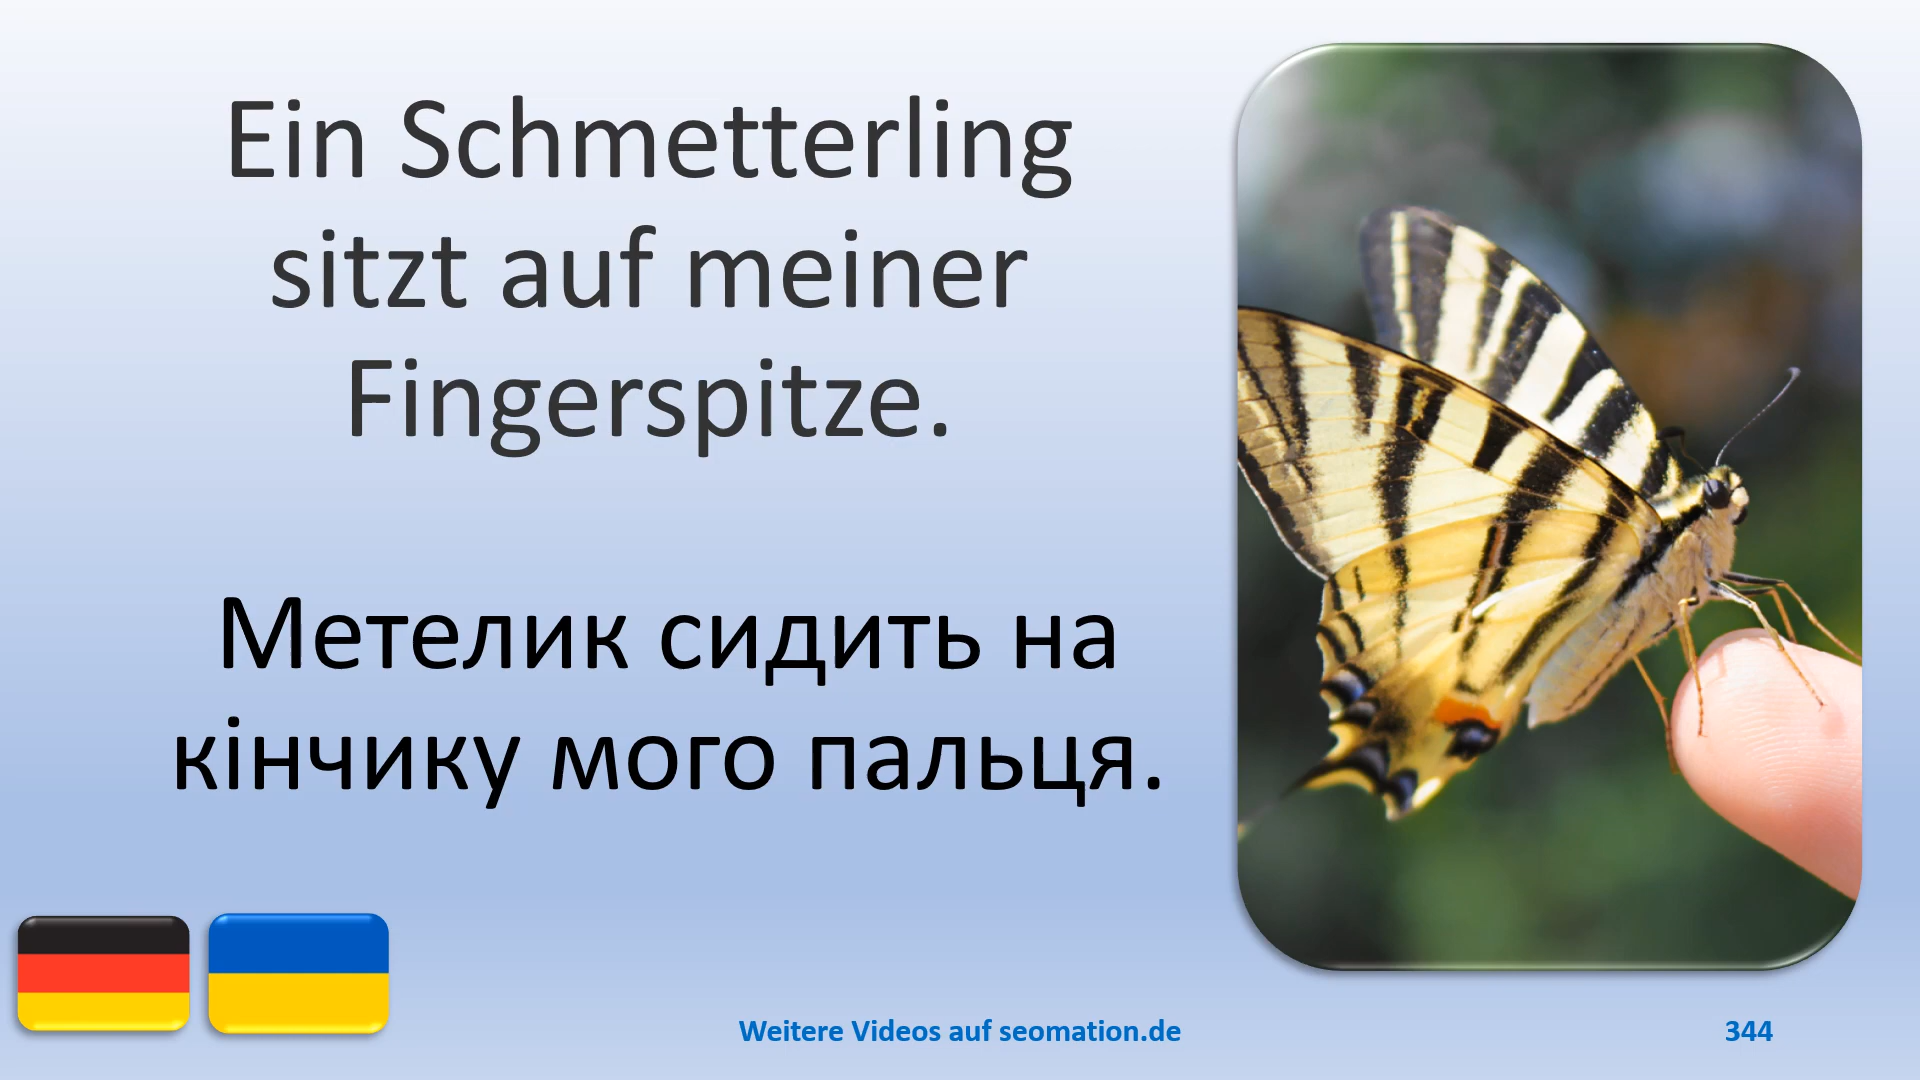 Ein Schmetterling
sitzt auf meiner
Fingerspitze.
Метелик сидить на
кінчику мого пальця.
Weitere Videos auf seomation.de
344